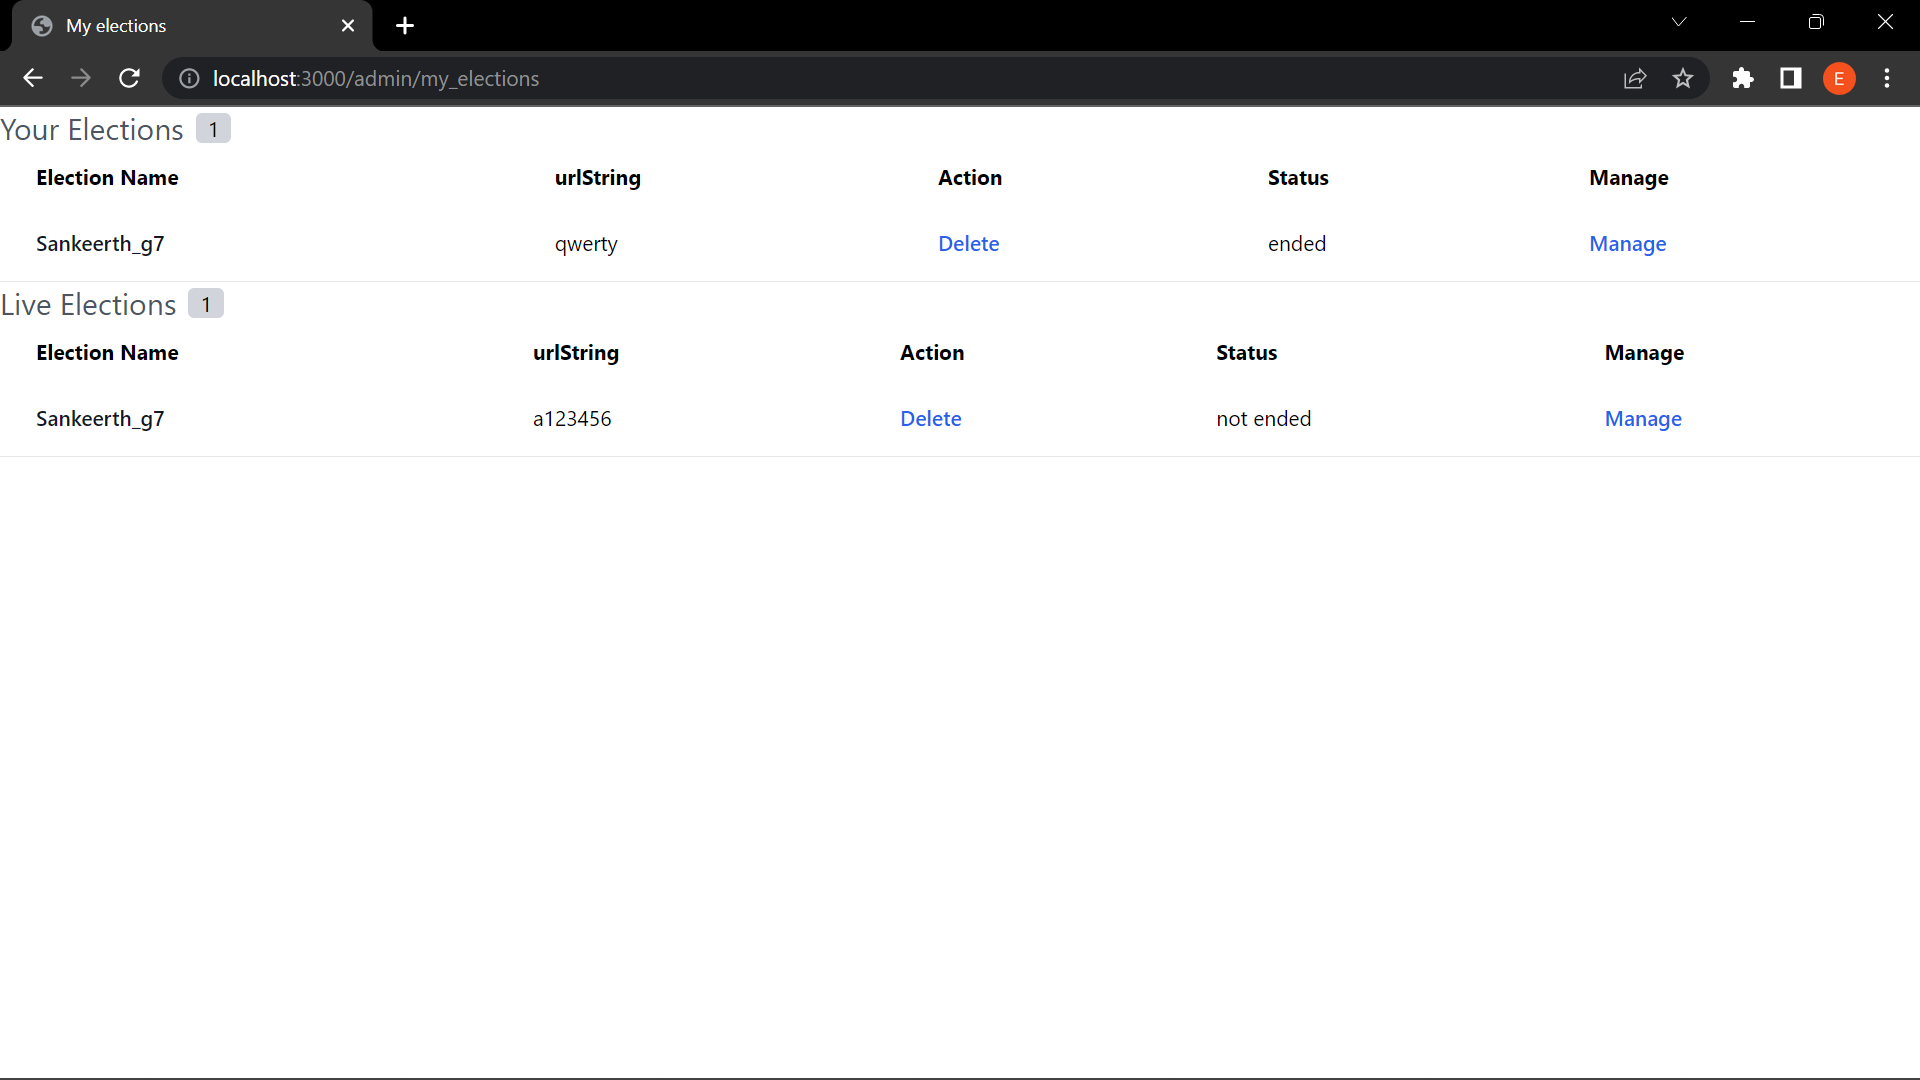 My elections
localhost:3000/admin/my_elections
E
Your Elections 1
Election Name urlString Action Status Manage
Sankeerth_g7 qwerty Delete ended Manage
Live Elections 1
Election Name urlString Action Status Manage
Sankeerth_g7 a123456 Delete not ended Manage